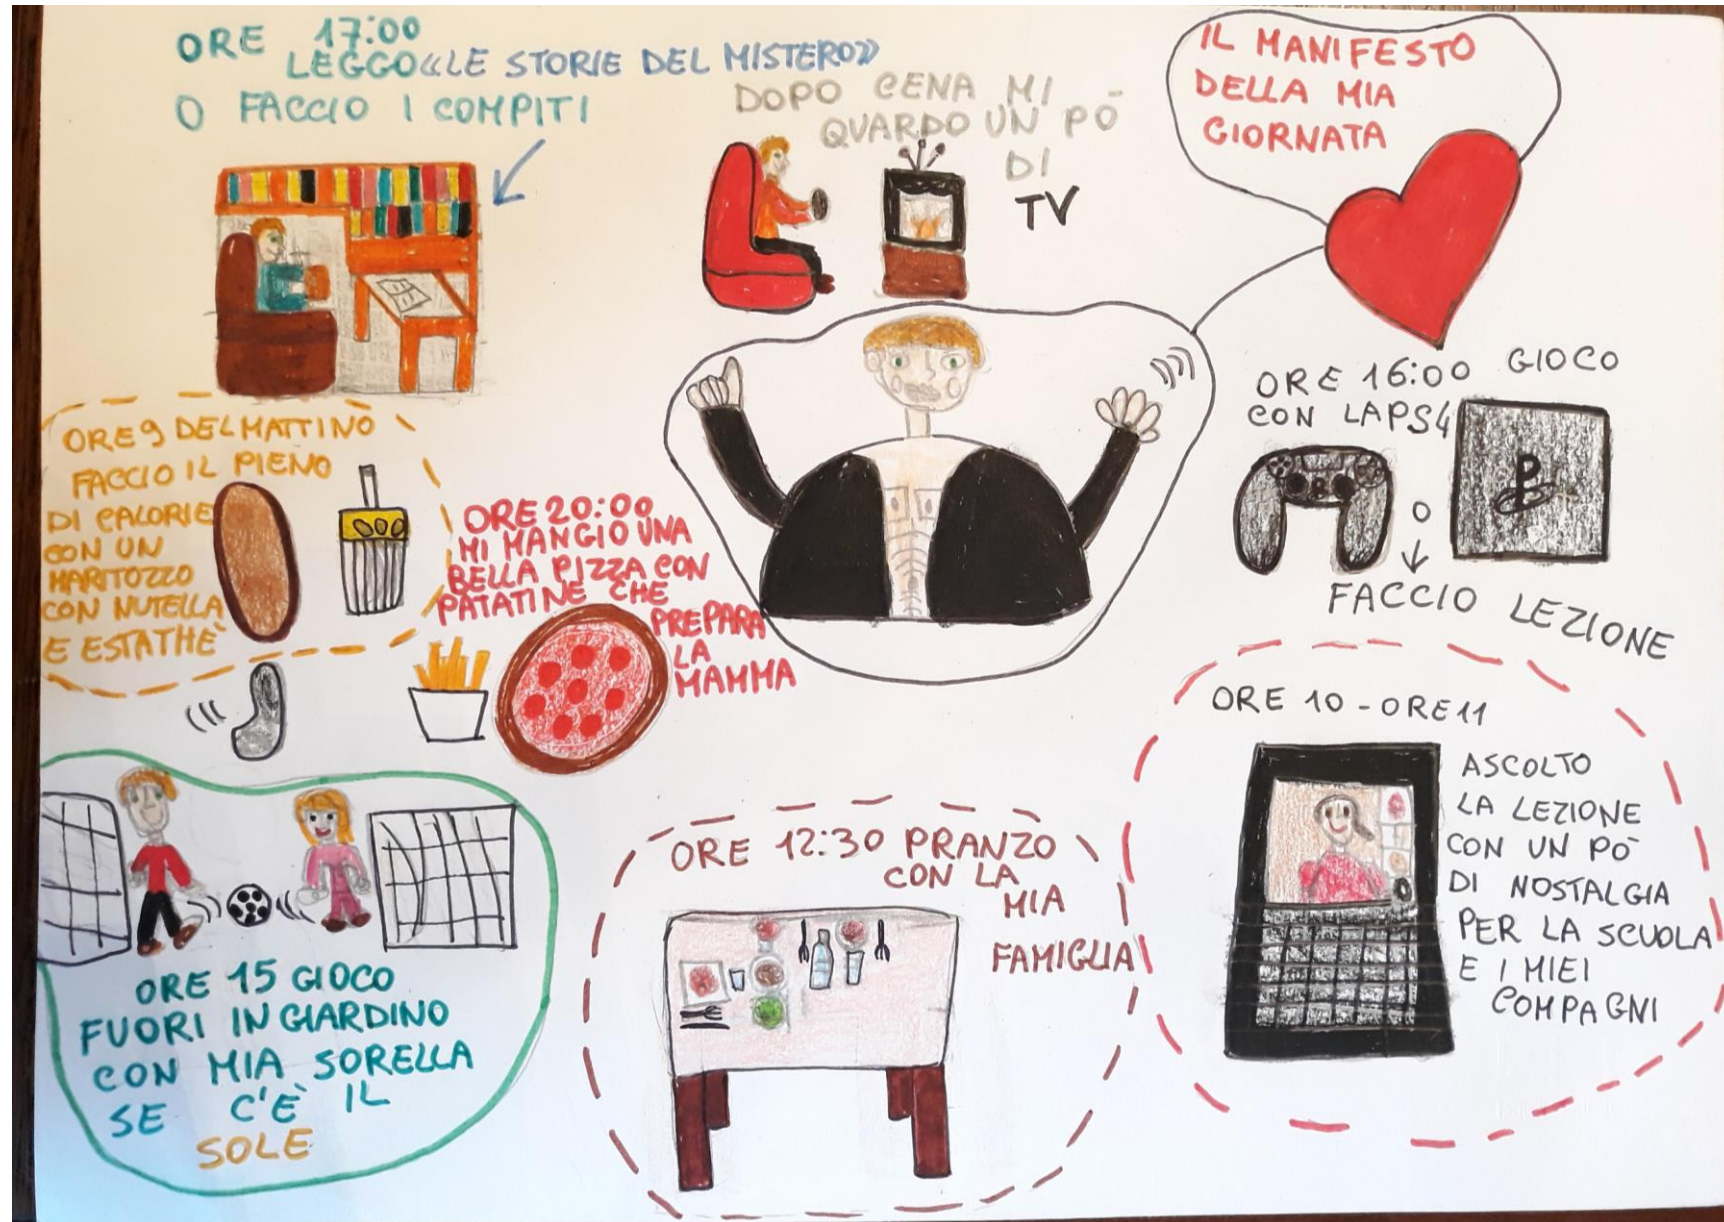 IL MANIFESTO
DELLA MIA
GIORNATA
ORE 17:00
LEGGO «LE STORIE DEL MISTERO»
O FACCIO I COMPITI
DOPO CENA MI
QUARDO UN PÒ
DI
TV
ORE 16:00 GIOCO
CON LA PS4
O
FACCIO LEZIONE
ORE 9 DEL MATTINO
FACCIO IL PIENO
DI CALORIE
CON UN
MARITOZZO
CON NUTELLA
E ESTATHÈ
ORE 20:00
MI MANGIO UNA
BELLA PIZZA CON
PATATINE CHE
PREPARA
LA
MAMMA
ORE 10 - ORE 11
ASCOLTO
LA LEZIONE
CON UN PÒ
DI NOSTALGIA
PER LA SCUOLA
E I MIEI
COMPAGNI
ORE 12:30 PRANZO
CON LA
MIA
FAMIGLIA
ORE 15 GIOCO
FUORI IN GIARDINO
CON MIA SORELLA
SE C'È IL
SOLE